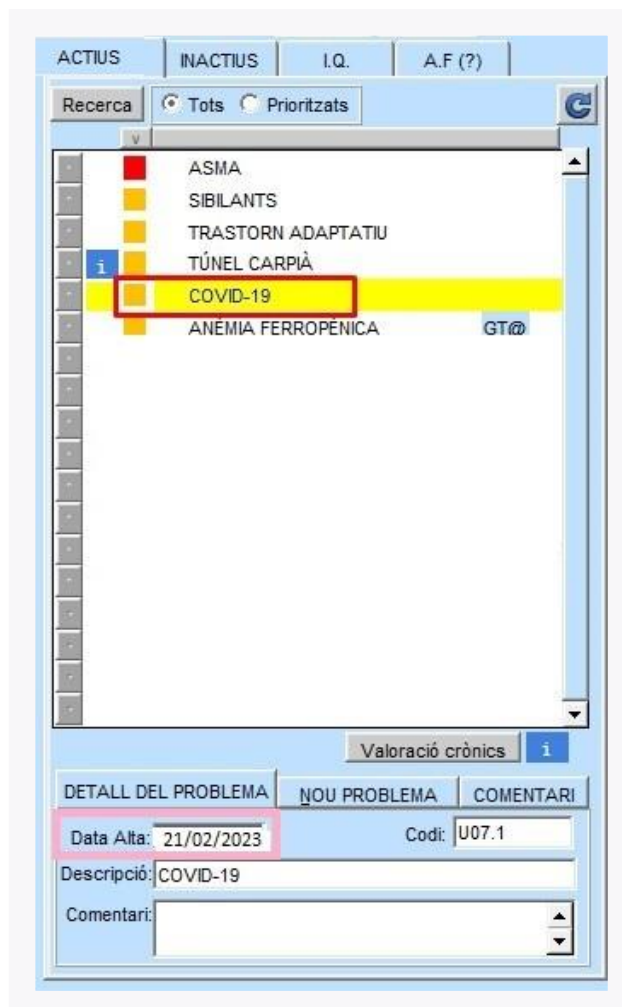 ACTIUS INACTIUS I.Q. A.F (?)
Recerca Tots Prioritzats
v
ASMA
SIBILANTS
TRASTORN ADAPTATIU
i TÚNEL CARPIÀ
COVID-19
ANÈMIA FERROPÈNICA GT@
Valoració crònics i
DETALL DEL PROBLEMA NOU PROBLEMA COMENTARI
Data Alta: 21/02/2023 Codi: U07.1
Descripció: COVID-19
Comentari: